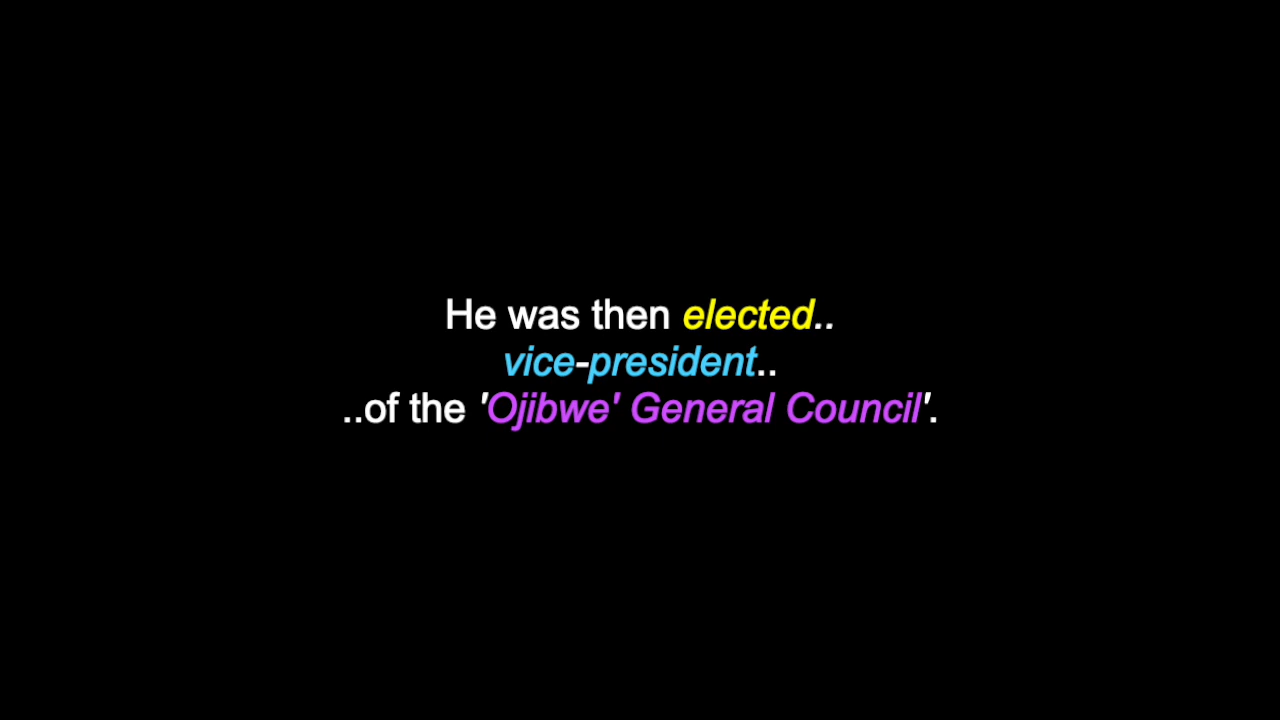 He was then elected..
vice-president..
..of the 'Ojibwe' General Council'.